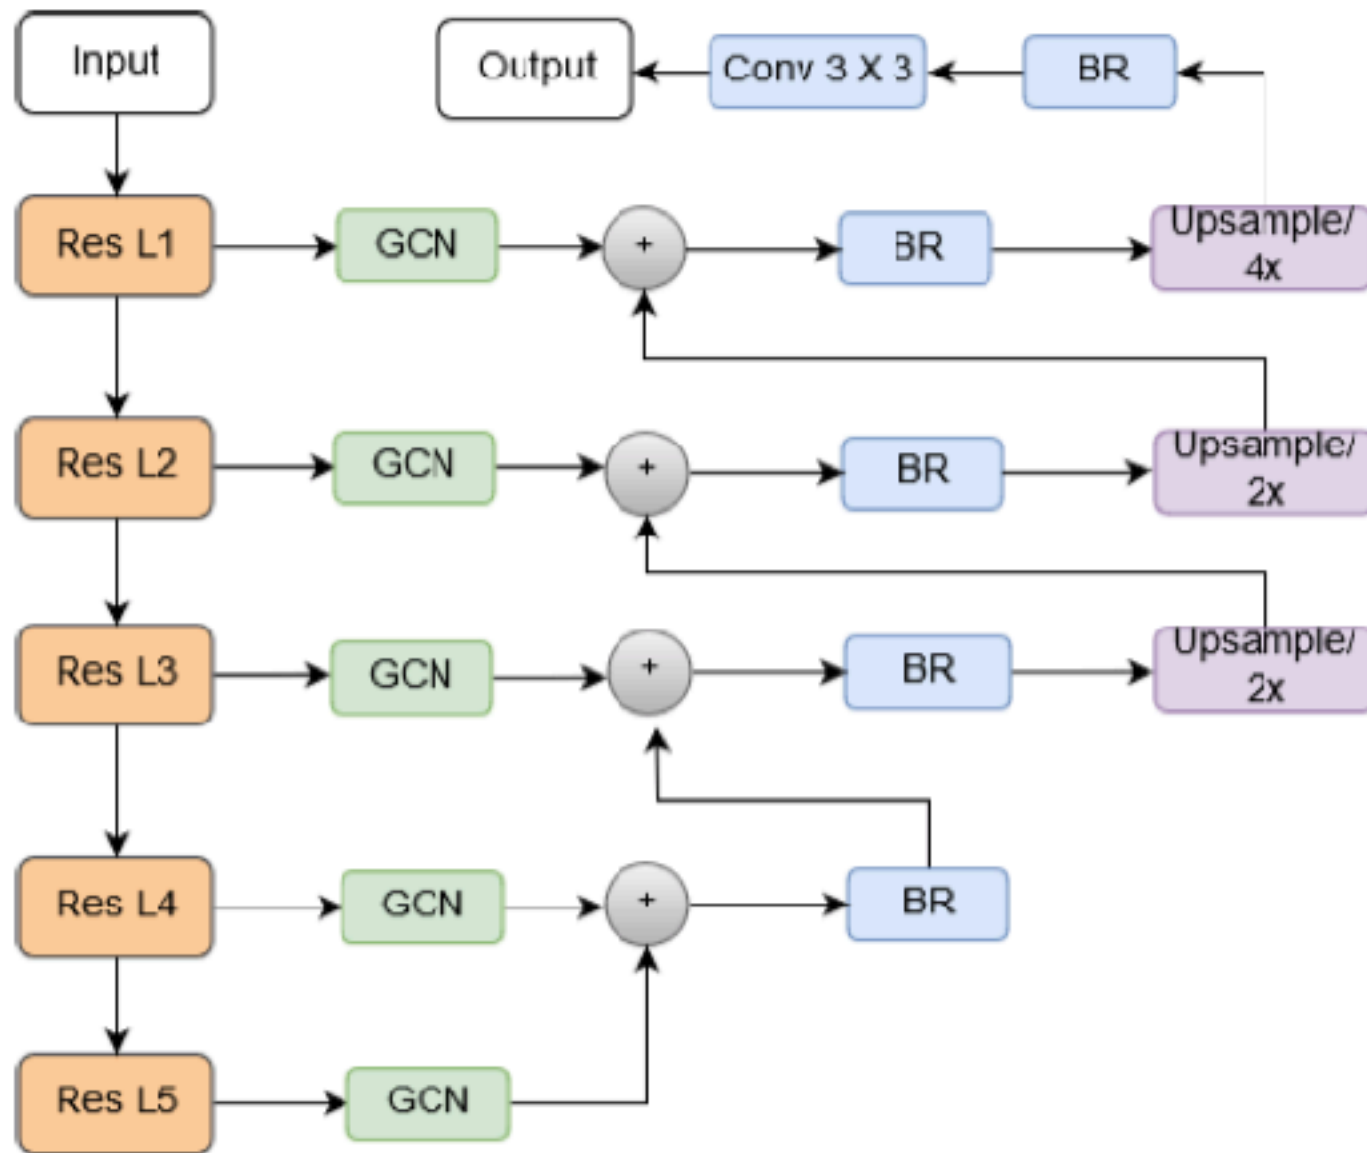 Input
Output
Conv 3 X 3
BR
Res L1
GCN
+
BR
Upsample/
4x
Res L2
GCN
+
BR
Upsample/
2x
Res L3
GCN
+
BR
Upsample/
2x
Res L4
GCN
+
BR
Res L5
GCN